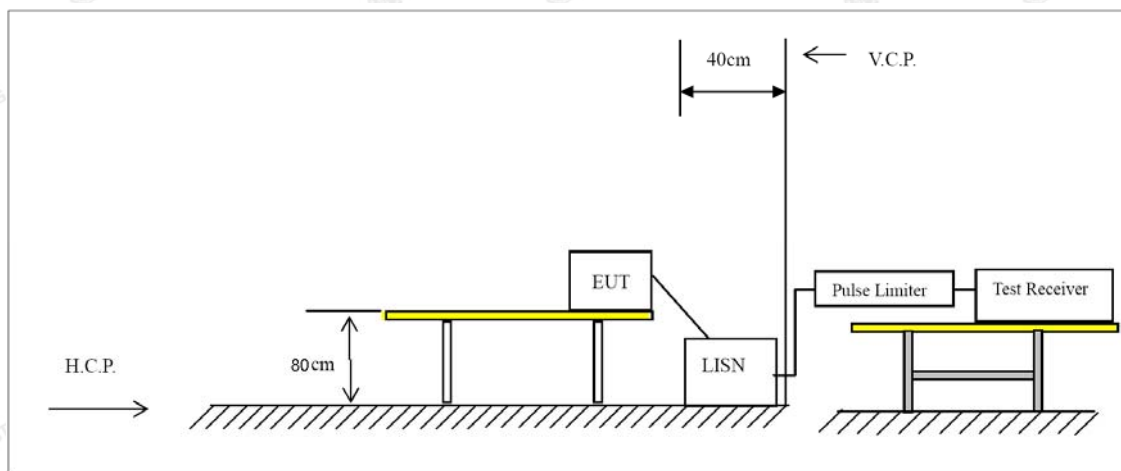 40cm
V.C.P.
EUT
Pulse Limiter
Test Receiver
80cm
H.C.P.
LISN